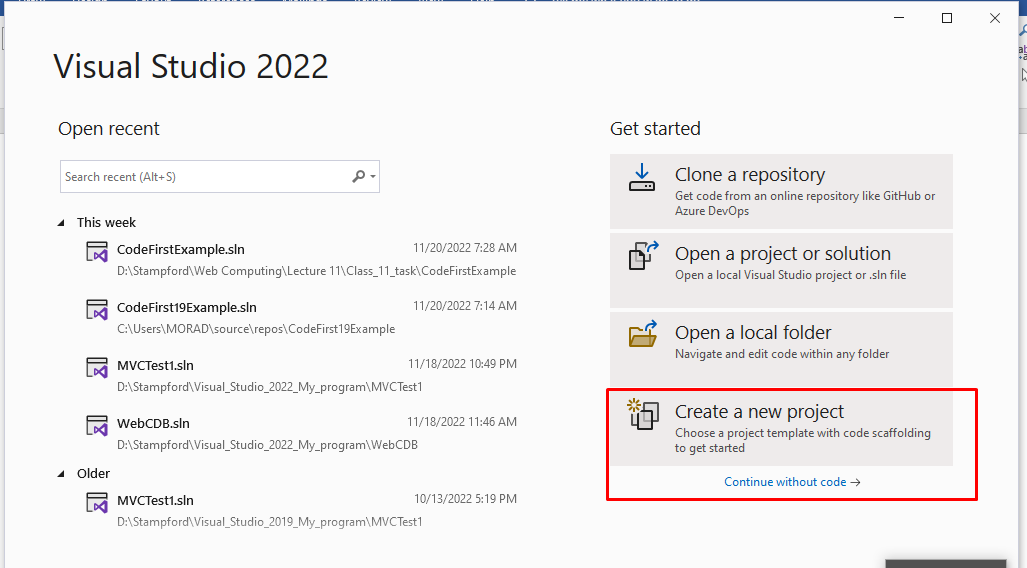 Visual Studio 2022
Open recent
Search recent (Alt+S)
This week
CodeFirstExample.sln 11/20/2022 7:28 AM
D:\Stampford\Web Computing\Lecture 11\Class_11_task\CodeFirstExample
CodeFirst19Example.sln 11/20/2022 7:14 AM
C:\Users\MORAD\source\repos\CodeFirst19Example
MVCTest1.sln 11/18/2022 10:49 PM
D:\Stampford\Visual_Studio_2022_My_program\MVCTest1
WebCDB.sln 11/18/2022 11:46 AM
D:\Stampford\Visual_Studio_2022_My_program\WebCDB
Older
MVCTest1.sln 10/13/2022 5:19 PM
D:\Stampford\Visual_Studio_2019_My_program\MVCTest1
Get started
Clone a repository
Get code from an online repository like GitHub or
Azure DevOps
Open a project or solution
Open a local Visual Studio project or .sln file
Open a local folder
Navigate and edit code within any folder
Create a new project
Choose a project template with code scaffolding
to get started
Continue without code →